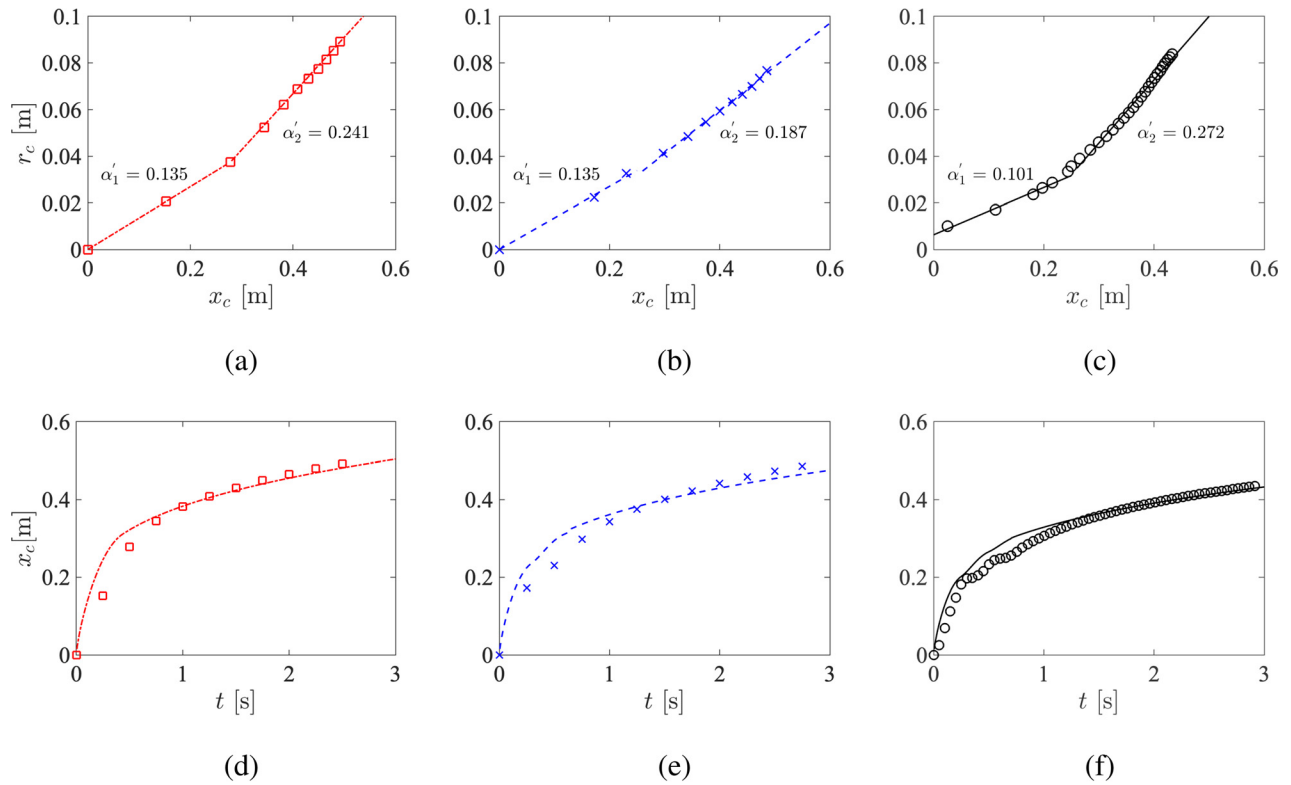 0.1
0.08
0.06
0.04
0.02
0
r_c [m]
α'_1 = 0.135
α'_2 = 0.241
0 0.2 0.4 0.6
x_c [m]
(a)
0.1
0.08
0.06
0.04
0.02
0
α'_1 = 0.135
α'_2 = 0.187
0 0.2 0.4 0.6
x_c [m]
(b)
0.1
0.08
0.06
0.04
0.02
0
α'_1 = 0.101
α'_2 = 0.272
0 0.2 0.4 0.6
x_c [m]
(c)
0.6
0.4
0.2
0
x_c[m]
0 1 2 3
t [s]
(d)
0.6
0.4
0.2
0
0 1 2 3
t [s]
(e)
0.6
0.4
0.2
0
0 1 2 3
t [s]
(f)